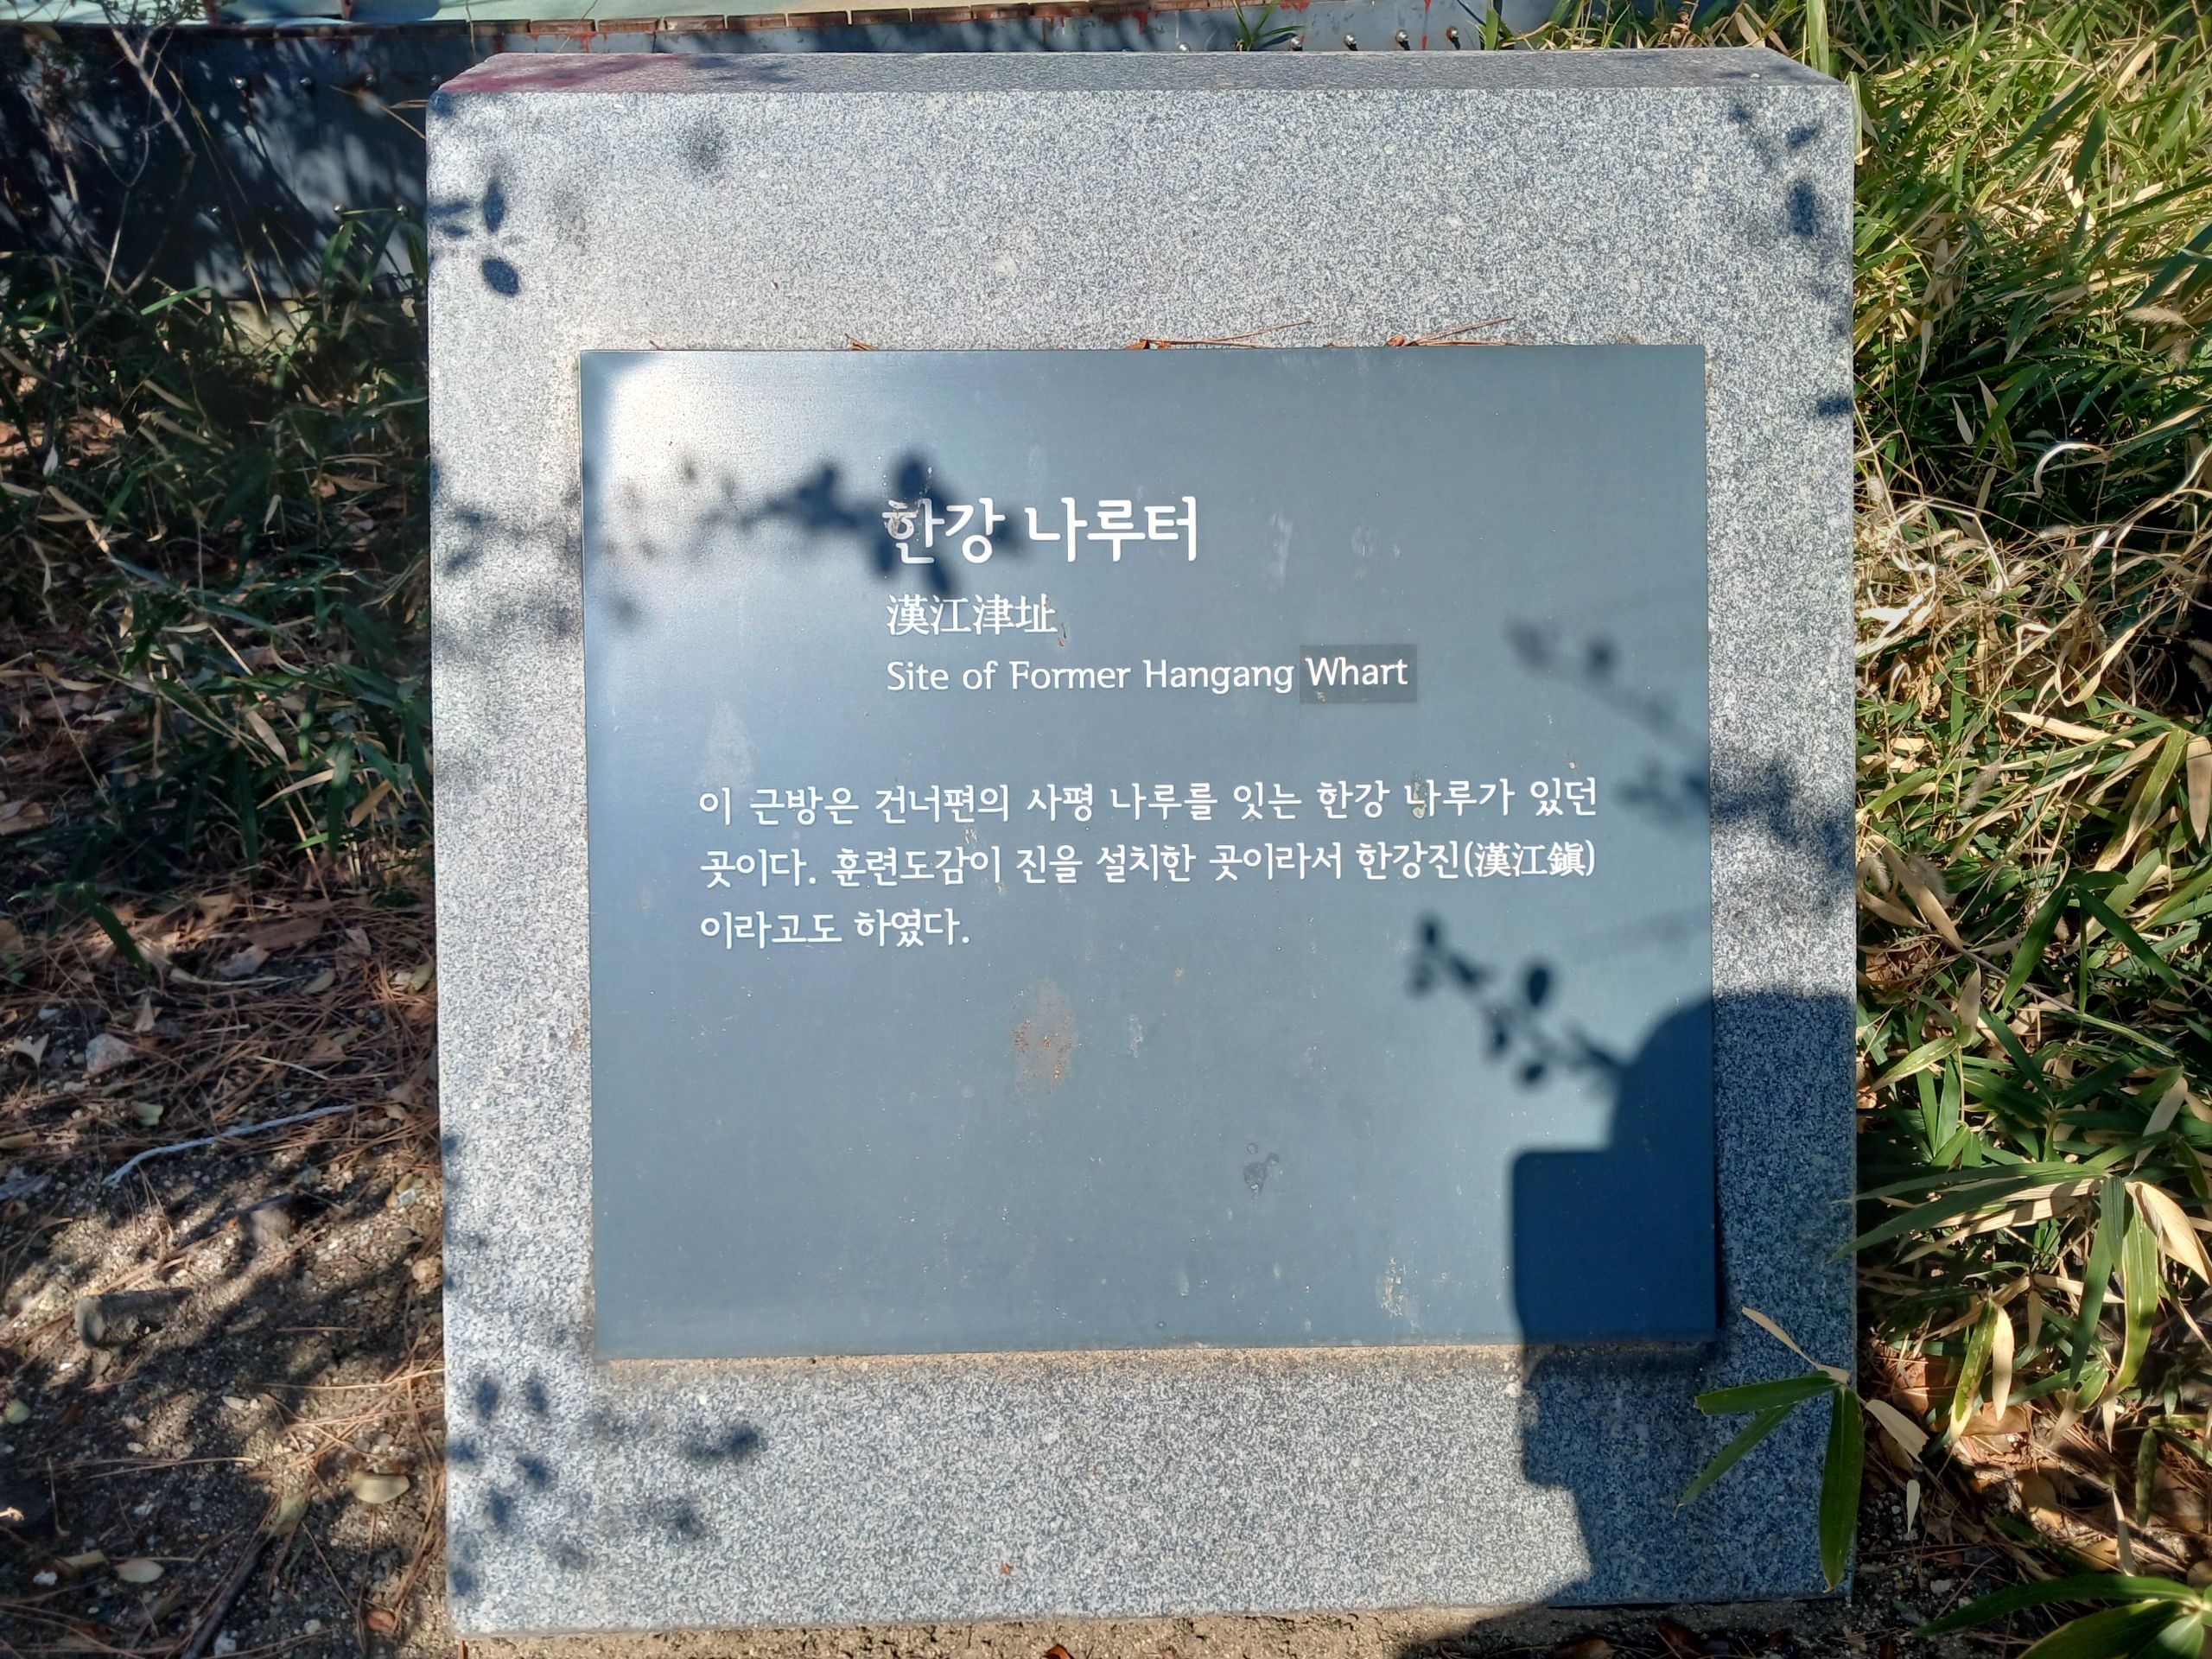 한강 나루터
漢江津址
Site of Former Hangang Whart
이 근방은 건너편의 사평 나루를 잇는 한강 나루가 있던
곳이다. 훈련도감이 진을 설치한 곳이라서 한강진(漢江鎭)
이라고도 하였다.